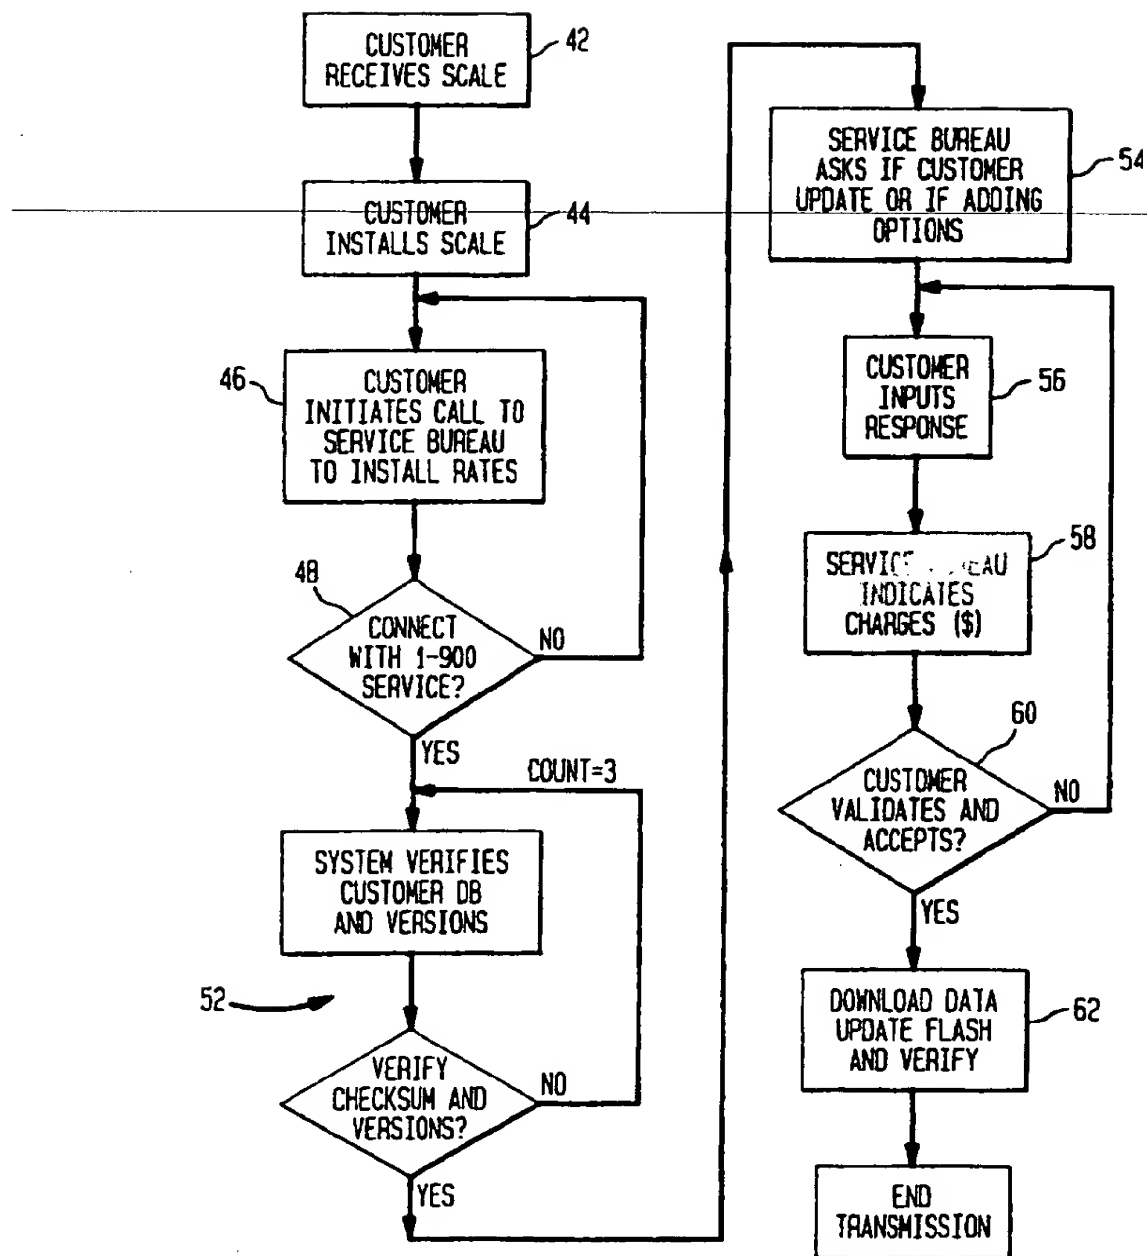 CUSTOMER
RECEIVES SCALE
42
CUSTOMER
INSTALLS SCALE
44
46
CUSTOMER
INITIATES CALL TO
SERVICE BUREAU
TO INSTALL RATES
48
CONNECT
WITH 1-900
SERVICE?
NO
YES
COUNT=3
SYSTEM VERIFIES
CUSTOMER DB
AND VERSIONS
52
VERIFY
CHECKSUM AND
VERSIONS?
NO
YES
SERVICE BUREAU
ASKS IF CUSTOMER
UPDATE OR IF ADDING
OPTIONS
54
CUSTOMER
INPUTS
RESPONSE
56
SERVICE
INDICATES
CHARGES ($)
58
60
CUSTOMER
VALIDATES AND
ACCEPTS?
NO
YES
DOWNLOAD DATA
UPDATE FLASH
AND VERIFY
62
END
TRANSMISSION